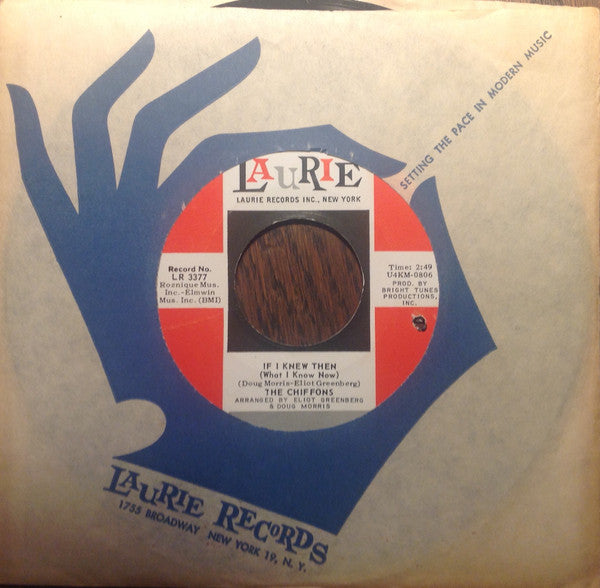 SETTING THE PACE IN MODERN MUSIC
LAURIE
LAURIE RECORDS INC., NEW YORK
Record No.
LR 3377
Roznique Mus.
Inc.-Elmwin
Mus. Inc. (BMI)
Time: 2:49
U4KM-0806
PROD. BY
BRIGHT TUNES
PRODUCTIONS,
INC.
IF I KNEW THEN
(What I Know Now)
(Doug Morris-Eliot Greenberg)
THE CHIFFONS
ARRANGED BY ELIOT GREENBERG
& DOUG MORRIS
LAURIE RECORDS
1755 BROADWAY NEW YORK 19, N. Y.